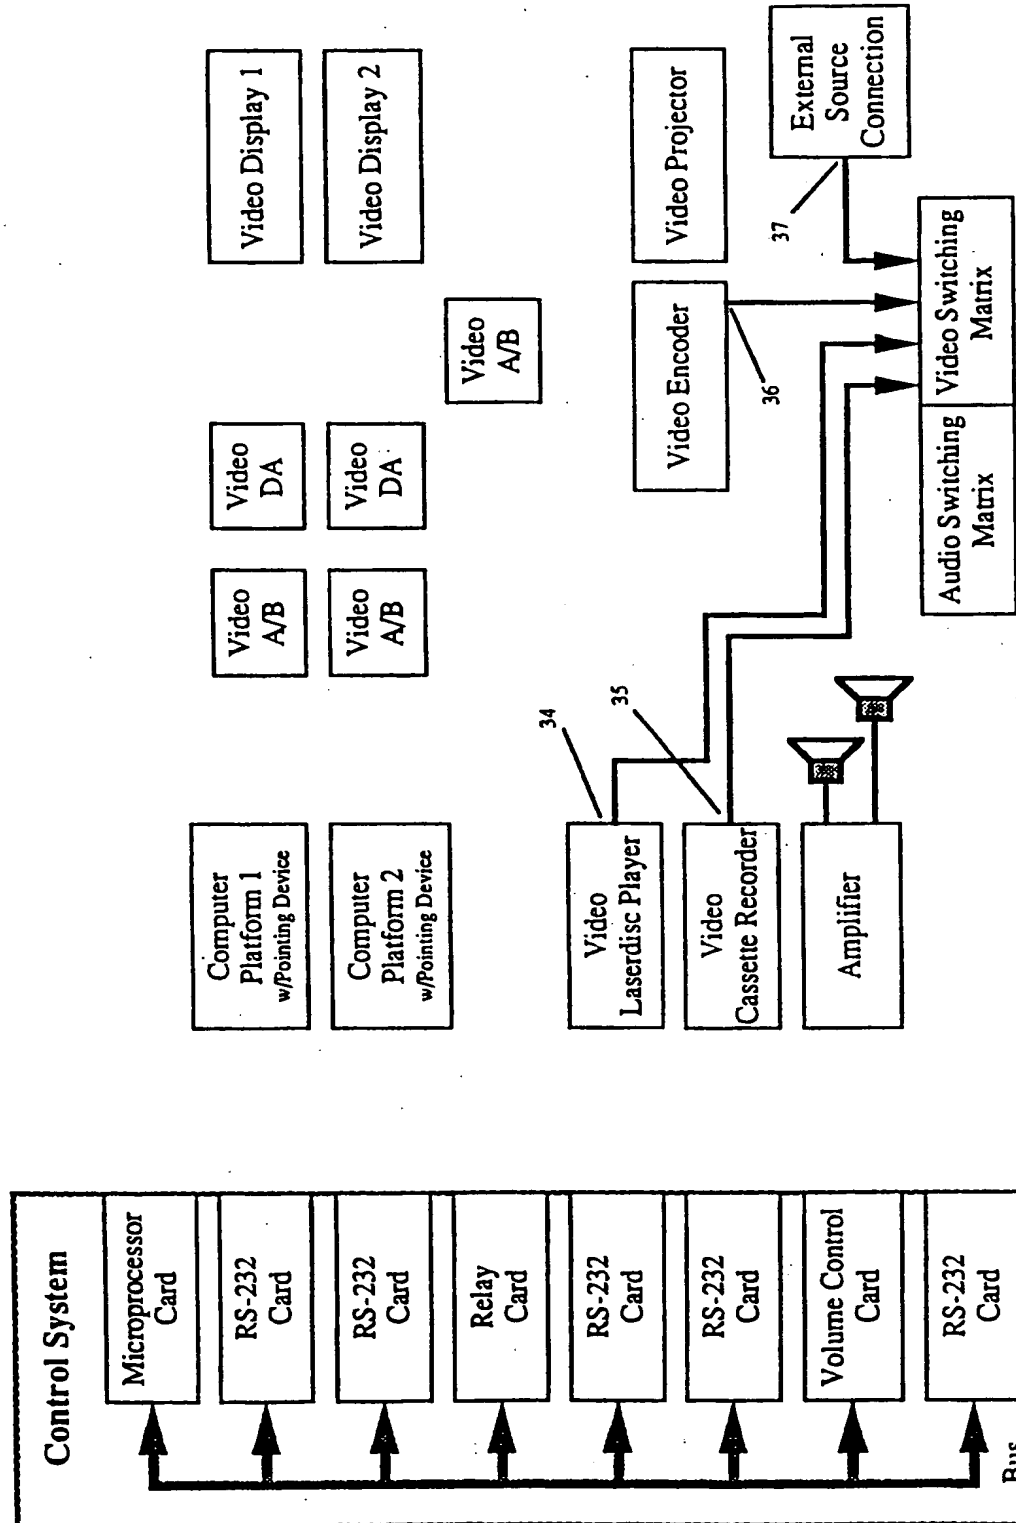 Control System
Microprocessor
Card
RS-232
Card
RS-232
Card
Relay
Card
RS-232
Card
RS-232
Card
Volume Control
Card
RS-232
Card
Bus
Computer
Platform 1
w/Pointing Device
Computer
Platform 2
w/Pointing Device
Video
Laserdisc Player
Video
Cassette Recorder
Amplifier
34
35
Video
A/B
Video
A/B
Video
DA
Video
DA
Video
A/B
Video Display 1
Video Display 2
Video Encoder
Video Projector
36
37
External
Source
Connection
Audio Switching
Matrix
Video Switching
Matrix